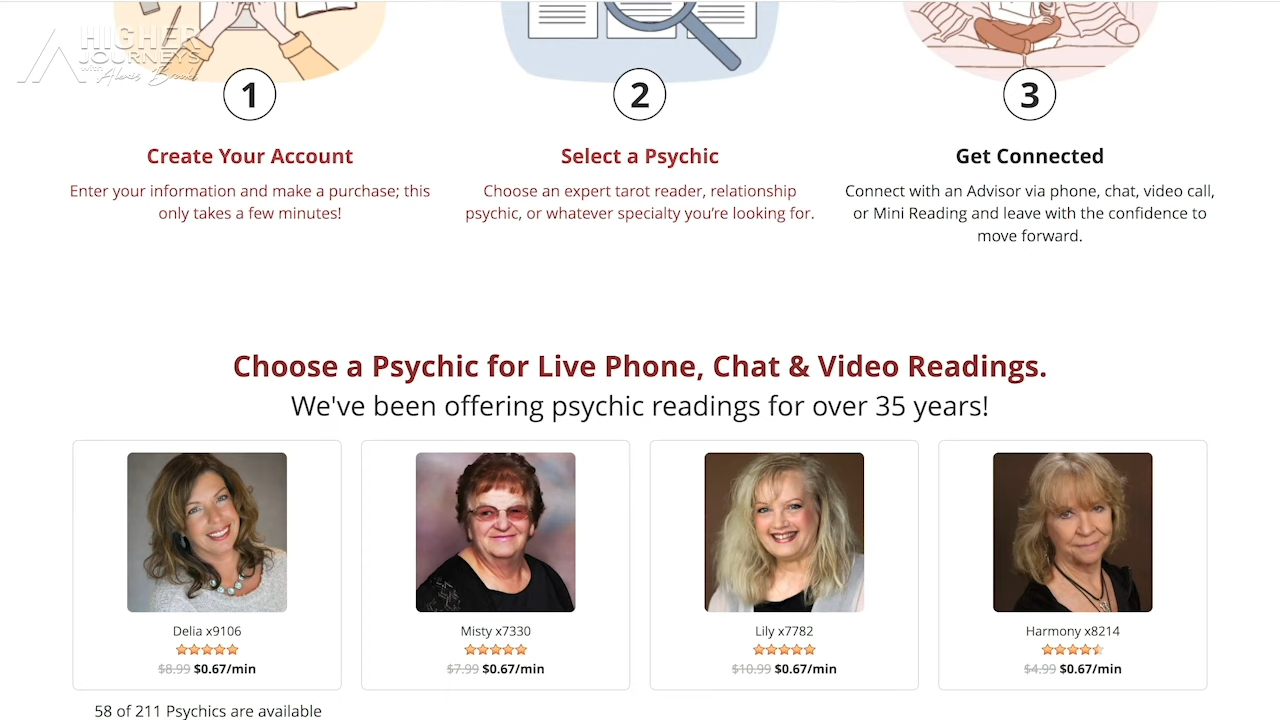 HIGHER
JOURNEYS
with Alexis Brooks
1
2
3
Create Your Account
Select a Psychic
Get Connected
Enter your information and make a purchase; this
only takes a few minutes!
Choose an expert tarot reader, relationship
psychic, or whatever specialty you're looking for.
Connect with an Advisor via phone, chat, video call,
or Mini Reading and leave with the confidence to
move forward.
Choose a Psychic for Live Phone, Chat & Video Readings.
We've been offering psychic readings for over 35 years!
Delia x9106
$8.99 $0.67/min
Misty x7330
$7.99 $0.67/min
Lily x7782
$10.99 $0.67/min
Harmony x8214
$4.99 $0.67/min
58 of 211 Psychics are available